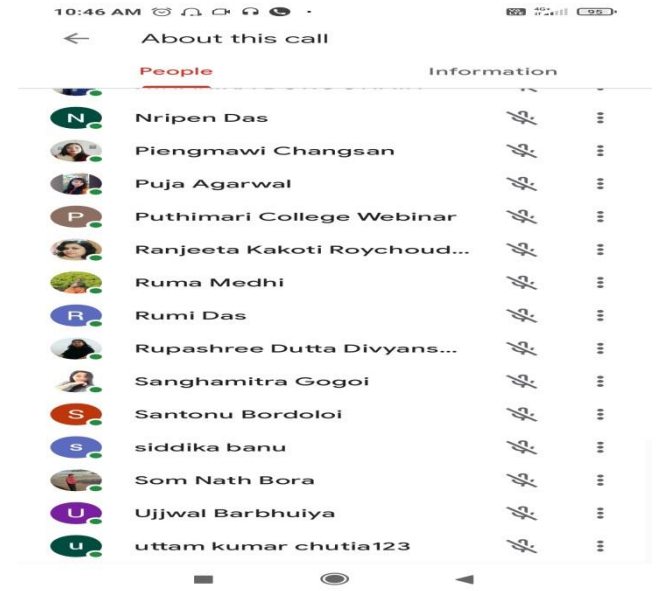 10:46 AM
4G+
95
About this call
People Information
N Nripen Das
Piengmawi Changsan
Puja Agarwal
P Puthimari College Webinar
Ranjeeta Kakoti Roychoud...
Ruma Medhi
R Rumi Das
Rupashree Dutta Divyans...
Sanghamitra Gogoi
S Santonu Bordoloi
s siddika banu
Som Nath Bora
U Ujjwal Barbhuiya
u uttam kumar chutia123